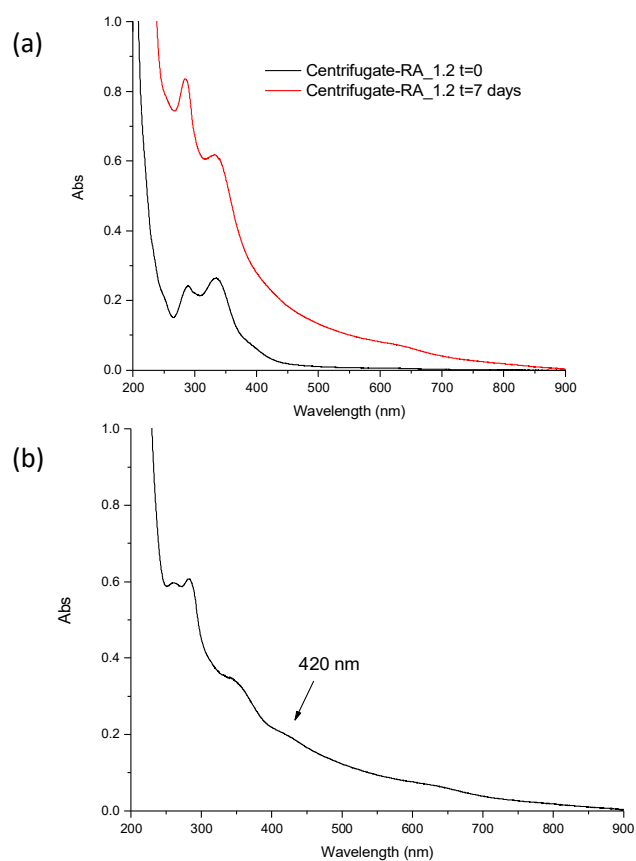 (a)
1.0
0.8
0.6
0.4
0.2
0.0
Abs
Centrifugate-RA_1.2 t=0
Centrifugate-RA_1.2 t=7 days
200 300 400 500 600 700 800 900
Wavelength (nm)
(b)
1.0
0.8
0.6
0.4
0.2
0.0
Abs
420 nm
200 300 400 500 600 700 800 900
Wavelength (nm)